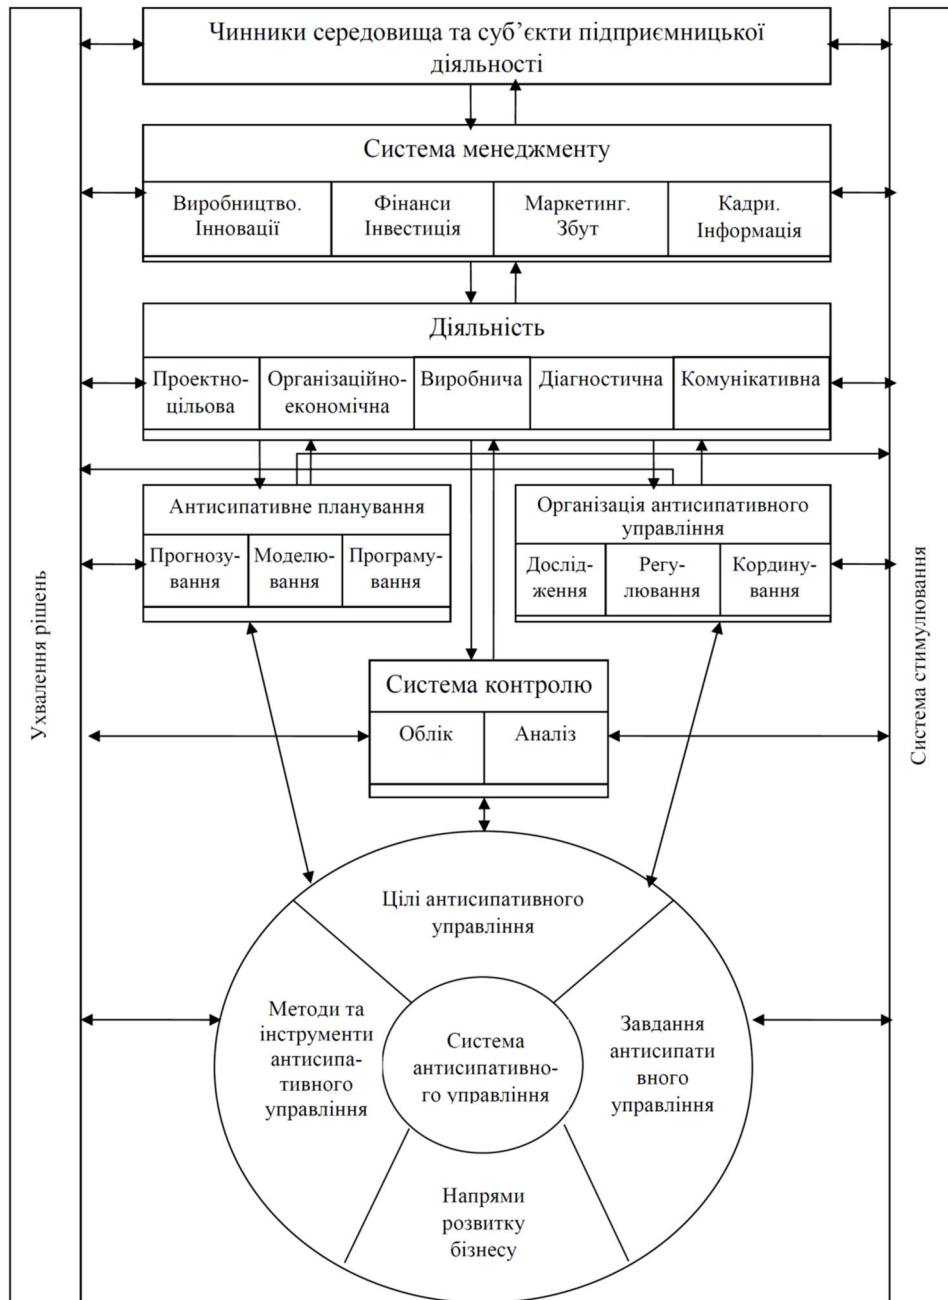 Чинники середовища та суб’єкти підприємницької
діяльності
Система менеджменту
Виробництво.
Інновації
Фінанси
Інвестиція
Маркетинг.
Збут
Кадри.
Інформація
Діяльність
Проектно-
цільова
Організаційно-
економічна
Виробнича
Діагностична
Комунікативна
Антисипативне планування
Прогнозу-
вання
Моделю-
вання
Програму-
вання
Організація антисипативного
управління
Дослід-
ження
Регу-
лювання
Кордину-
вання
Ухвалення рішень
Система стимулювання
Система контролю
Облік
Аналіз
Цілі антисипативного
управління
Методи та
інструменти
антисипа-
тивного
управління
Система
антисипативно-
го управління
Завдання
антисипати
вного
управління
Напрями
розвитку
бізнесу